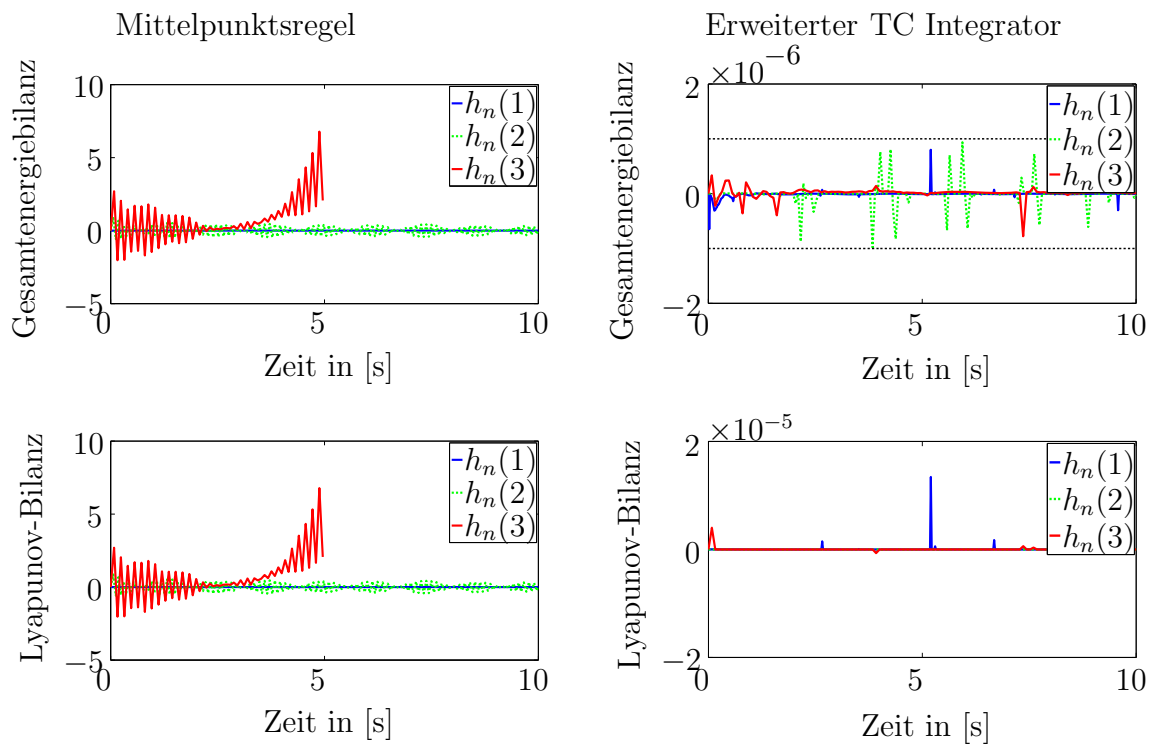 Mittelpunktsregel
Gesamtenergiebilanz
10
5
0
−5
h_n(1)
h_n(2)
h_n(3)
0
5
10
Zeit in [s]
Erweiterter TC Integrator
Gesamtenergiebilanz
×10^−6
2
0
−2
h_n(1)
h_n(2)
h_n(3)
0
5
10
Zeit in [s]
Lyapunov-Bilanz
10
5
0
−5
h_n(1)
h_n(2)
h_n(3)
0
5
10
Zeit in [s]
Lyapunov-Bilanz
×10^−5
2
0
−2
h_n(1)
h_n(2)
h_n(3)
0
5
10
Zeit in [s]